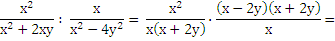 x²/(x² + 2xy) : x/(x² − 4y²) = x²/(x(x + 2y)) · ((x − 2y)(x + 2y))/x =